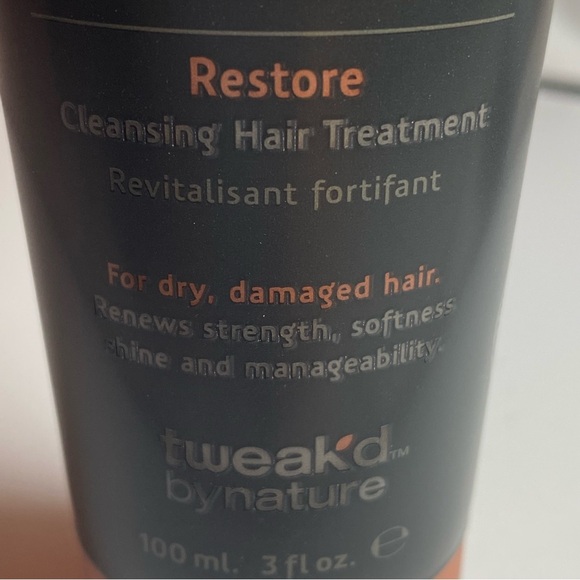 Restore
Cleansing Hair Treatment
Revitalisant fortifant
For dry, damaged hair.
Renews strength, softness
shine and manageability.
tweak'd™
bynature
100 ml. 3 fl oz. ℮